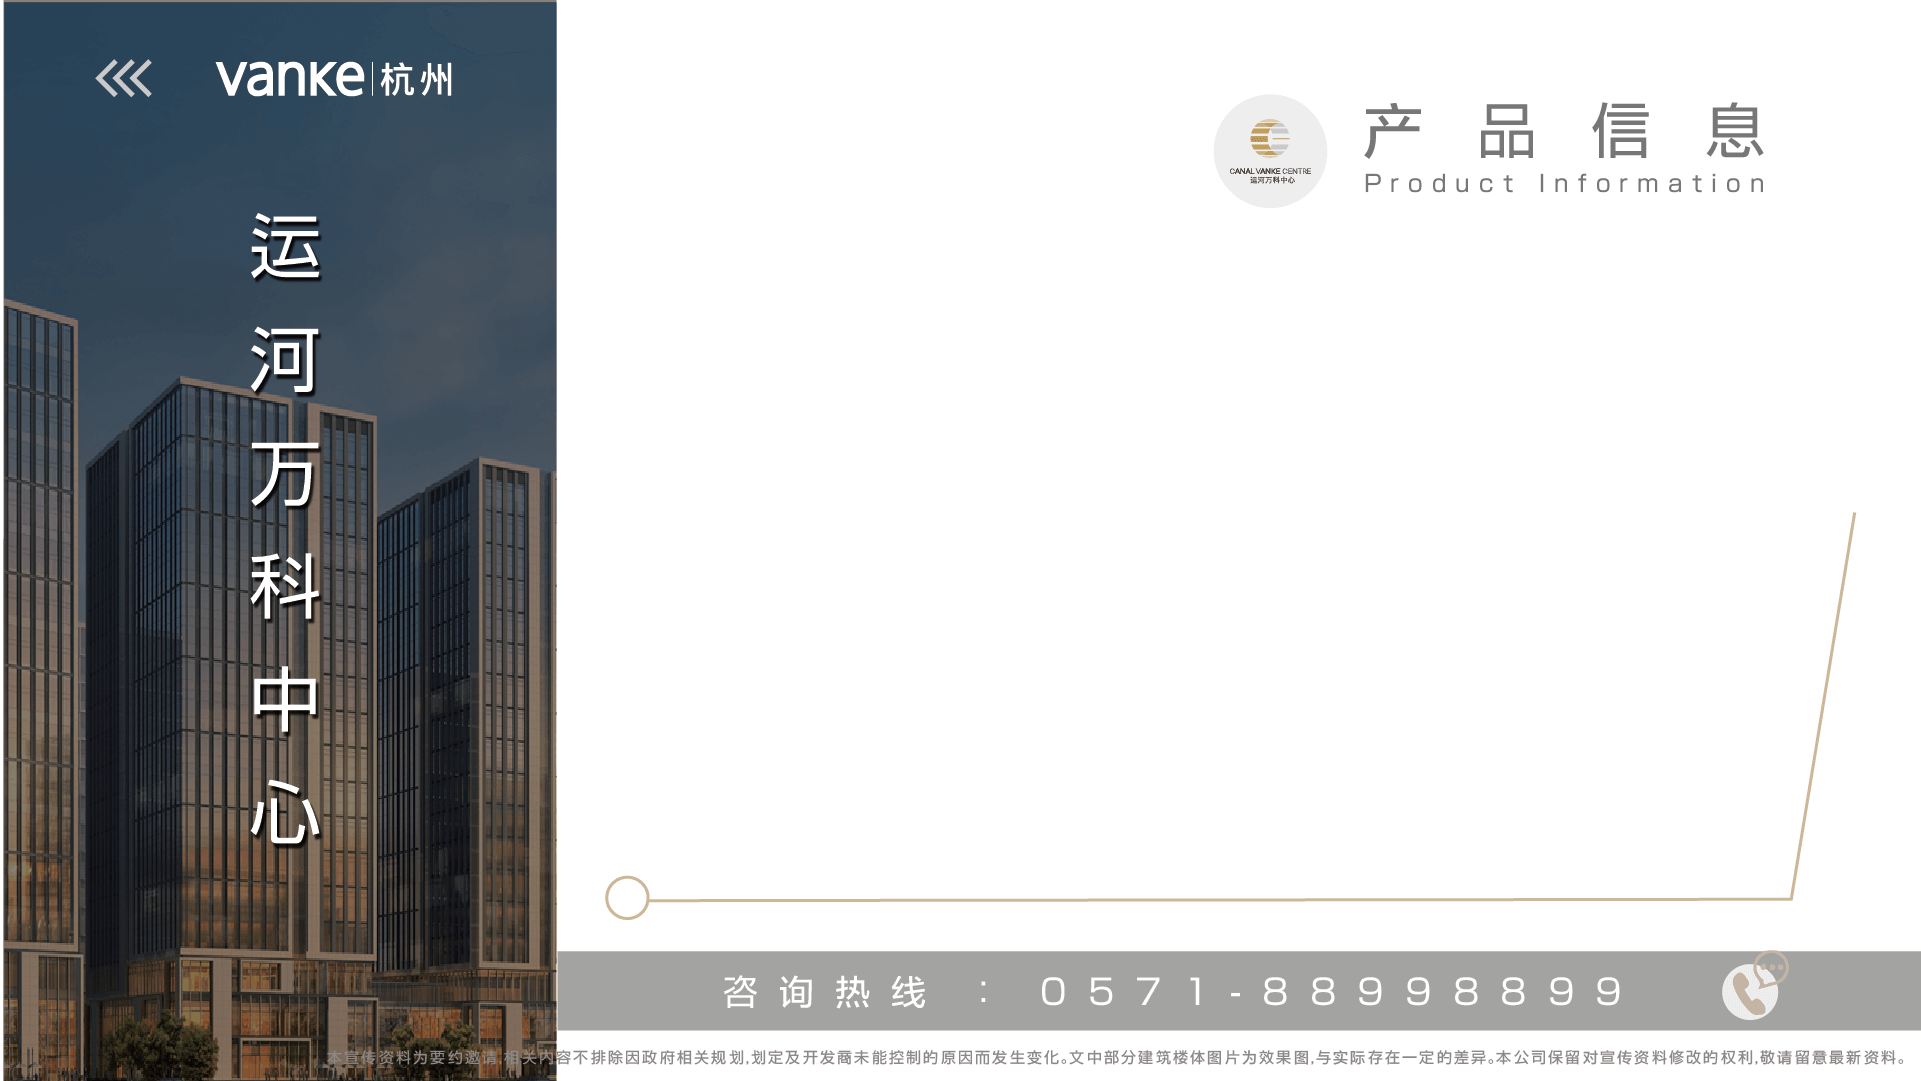 vanke 杭州
运河万科中心
CANAL VANKE CENTRE
运河万科中心
产品信息
Product Information
咨询热线 : 0571-88998899
本宣传资料为要约邀请,相关内容不排除因政府相关规划,划定及开发商未能控制的原因而发生变化。文中部分建筑楼体图片为效果图,与实际存在一定的差异。本公司保留对宣传资料修改的权利,敬请留意最新资料。